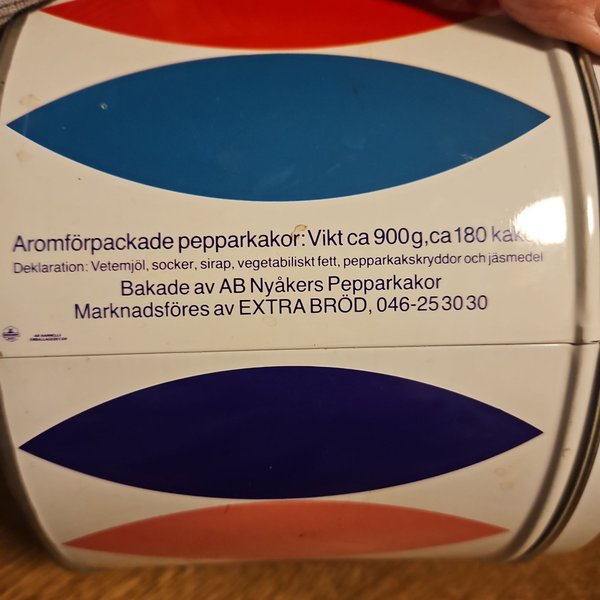 Aromförpackade pepparkakor: Vikt ca 900g, ca 180
Deklaration: Vetemjöl, socker, sirap, vegetabiliskt fett, pepparkakskryddor och jäsmedel
Bakade av AB Nyåkers Pepparkakor
Marknadsföres av EXTRA BRÖD, 046-25 30 30